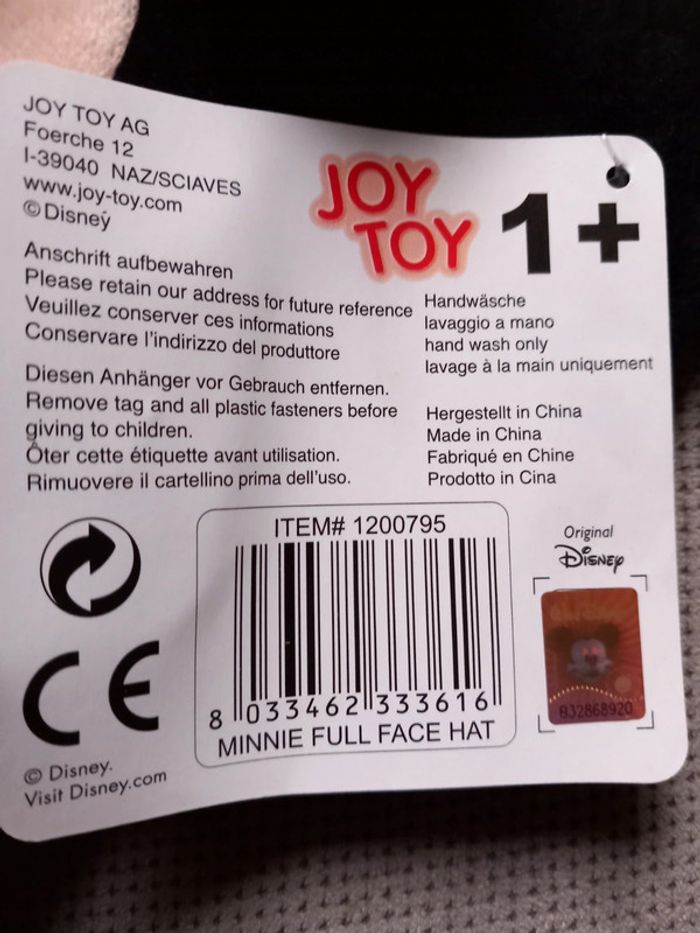 JOY TOY AG
Foerche 12
I-39040 NAZ/SCIAVES
www.joy-toy.com
© Disney
JOY
TOY
1+
Anschrift aufbewahren
Please retain our address for future reference
Veuillez conserver ces informations
Conservare l'indirizzo del produttore
Handwäsche
lavaggio a mano
hand wash only
lavage à la main uniquement
Diesen Anhänger vor Gebrauch entfernen.
Remove tag and all plastic fasteners before
giving to children.
Ôter cette étiquette avant utilisation.
Rimuovere il cartellino prima dell'uso.
Hergestellt in China
Made in China
Fabriqué en Chine
Prodotto in Cina
ITEM# 1200795
8 033462 333616
MINNIE FULL FACE HAT
Original
Disney
832868920
CE
© Disney.
Visit Disney.com